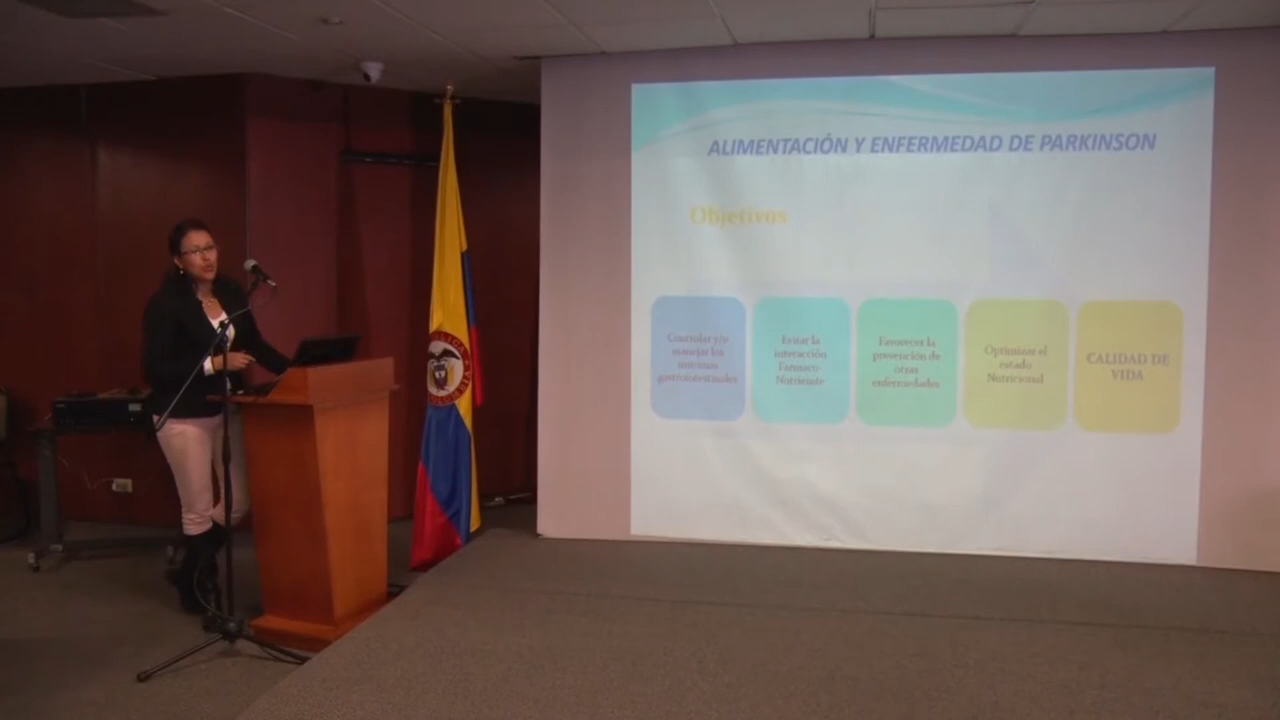 ALIMENTACIÓN Y ENFERMEDAD DE PARKINSON
Objetivos
Controlar y/o
manejar los
síntomas
gastrointestinales
Evitar la
interacción
Fármaco-
Nutriente
Favorecer la
prevención de
otras
enfermedades
Optimizar el
estado
Nutricional
CALIDAD DE
VIDA